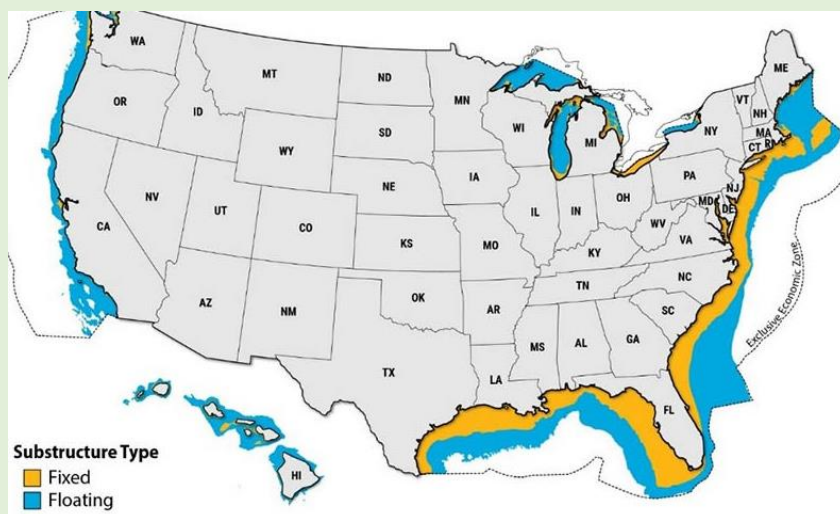 WA
MT
ND
MN
ME
OR
ID
SD
WI
MI
VT
NH
NY
MA
CT
RI
WY
IA
PA
NJ
NE
NV
UT
CO
IL
IN
OH
MD
DE
WV
VA
CA
KS
MO
KY
NC
TN
AZ
NM
OK
AR
SC
MS
AL
GA
TX
LA
FL
HI
Exclusive Economic Zone
Substructure Type
Fixed
Floating